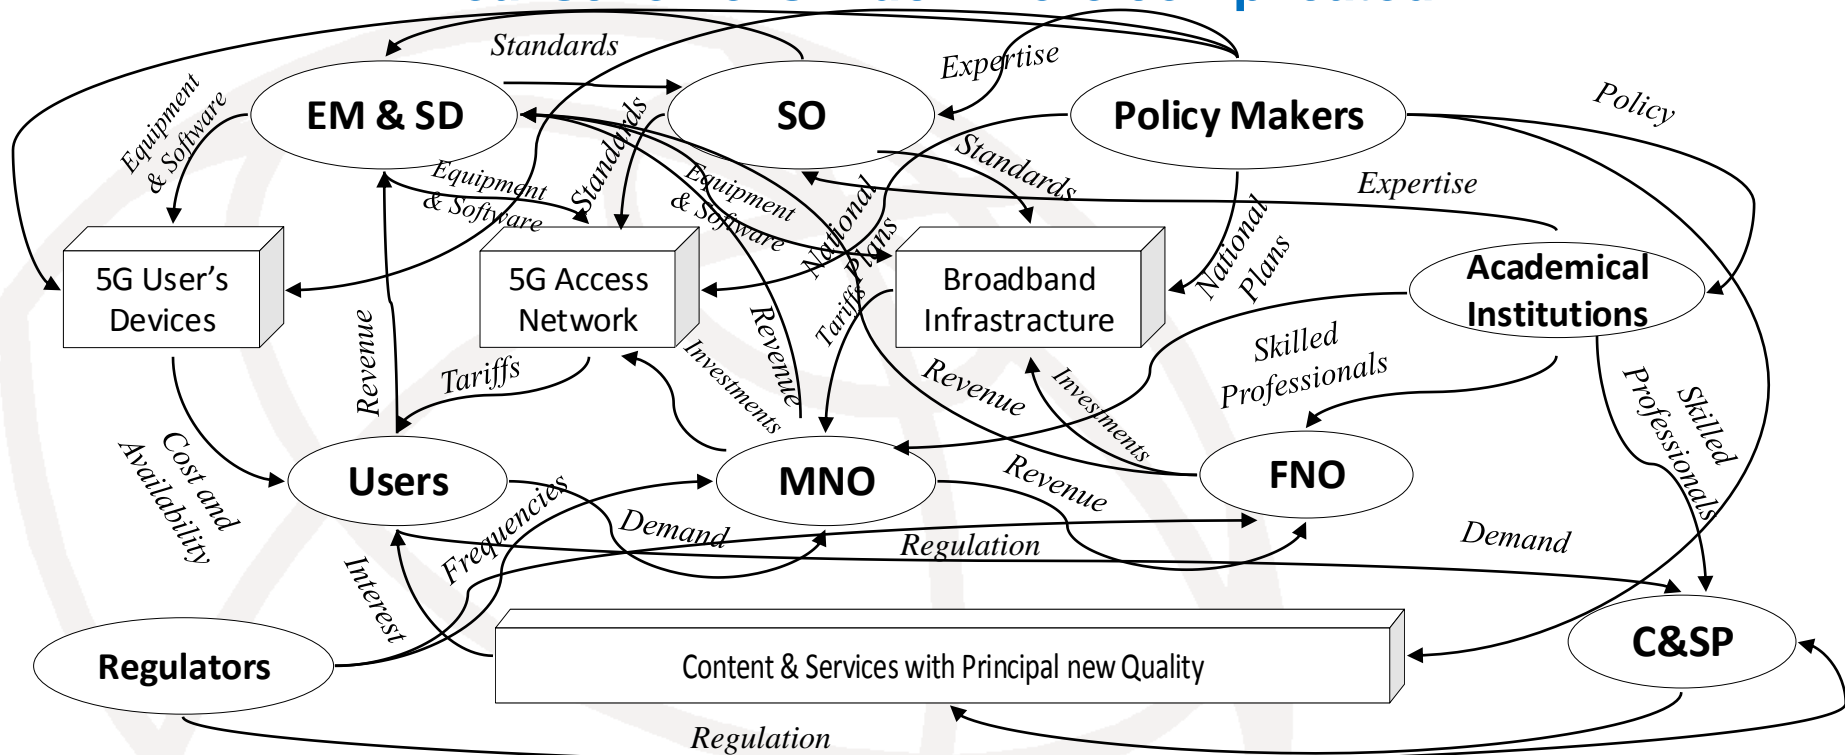 Standards
Expertise
Policy
Equipment
& Software
EM & SD
SO
Policy Makers
Standards
Standards
Equipment
& Software
Equipment
& Software
Expertise
National
Plans
National
Plans
5G User’s
Devices
5G Access
Network
Broadband
Infrastracture
Academical
Institutions
Revenue
Tariffs
Investments
Revenue
Tariffs
Revenue
Investments
Skilled
Professionals
Skilled
Professionals
Cost and
Availability
Users
MNO
FNO
Frequencies
Demand
Revenue
Regulation
Demand
Interest
Regulators
Content & Services with Principal new Quality
C&SP
Regulation